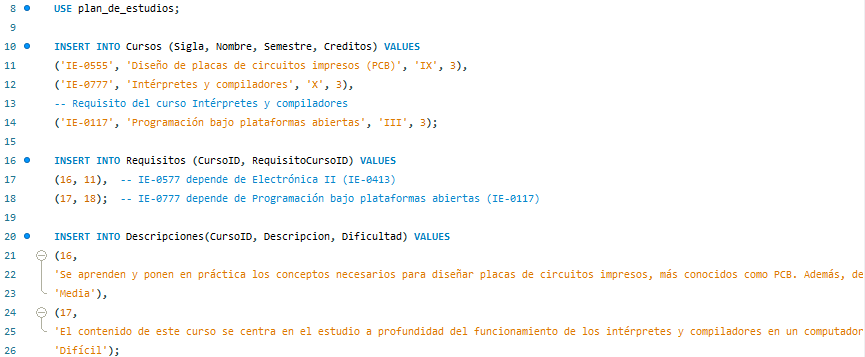 8 USE plan_de_estudios;
9
10 INSERT INTO Cursos (Sigla, Nombre, Semestre, Creditos) VALUES
11 ('IE-0555', 'Diseño de placas de circuitos impresos (PCB)', 'IX', 3),
12 ('IE-0777', 'Intérpretes y compiladores', 'X', 3),
13 -- Requisito del curso Intérpretes y compiladores
14 ('IE-0117', 'Programación bajo plataformas abiertas', 'III', 3);
15
16 INSERT INTO Requisitos (CursoID, RequisitoCursoID) VALUES
17 (16, 11), -- IE-0577 depende de Electrónica II (IE-0413)
18 (17, 18); -- IE-0777 depende de Programación bajo plataformas abiertas (IE-0117)
19
20 INSERT INTO Descripciones(CursoID, Descripcion, Dificultad) VALUES
21 (16,
22 'Se aprenden y ponen en práctica los conceptos necesarios para diseñar placas de circuitos impresos, más conocidos como PCB. Además, de
23 'Media'),
24 (17,
25 'El contenido de este curso se centra en el estudio a profundidad del funcionamiento de los intérpretes y compiladores en un computador
26 'Difícil');